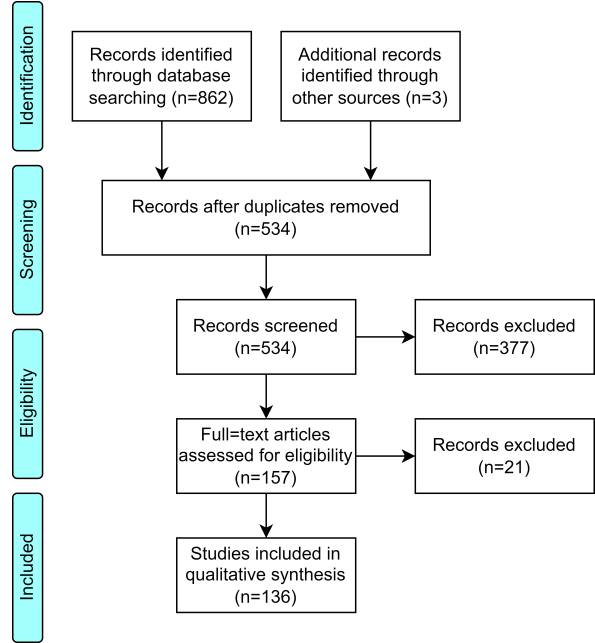 Identification
Records identified
through database
searching (n=862)
Additional records
identified through
other sources (n=3)
Screening
Records after duplicates removed
(n=534)
Records screened
(n=534)
Records excluded
(n=377)
Eligibility
Full=text articles
assessed for eligibility
(n=157)
Records excluded
(n=21)
Included
Studies included in
qualitative synthesis
(n=136)